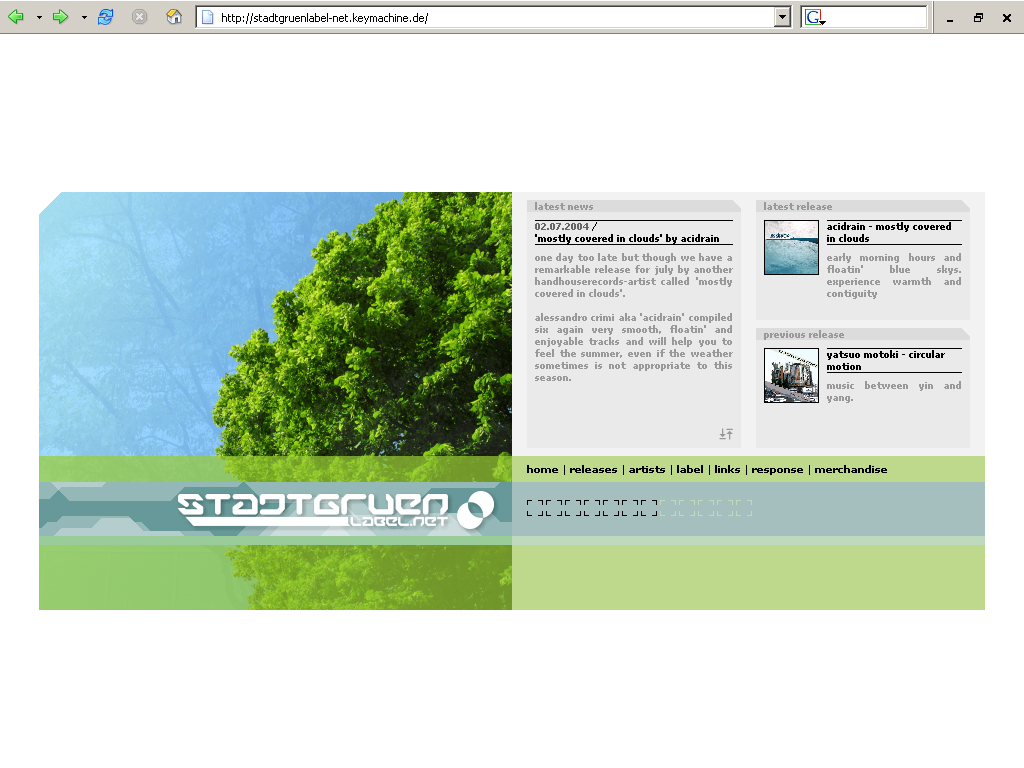 http://stadtgruenlabel-net.keymachine.de/
G
latest news
02.07.2004 /
'mostly covered in clouds' by acidrain
one day too late but though we have a
remarkable release for july by another
handhouserecords-artist called 'mostly
covered in clouds'.
alessandro crimi aka 'acidrain' compiled
six again very smooth, floatin' and
enjoyable tracks and will help you to
feel the summer, even if the weather
sometimes is not appropriate to this
season.
latest release
acidrain - mostly covered
in clouds
early morning hours and
floatin' blue skys.
experience warmth and
contiguity
previous release
yatsuo motoki - circular
motion
music between yin and
yang.
home | releases | artists | label | links | response | merchandise
STADTGRUEN
LABEL.NET